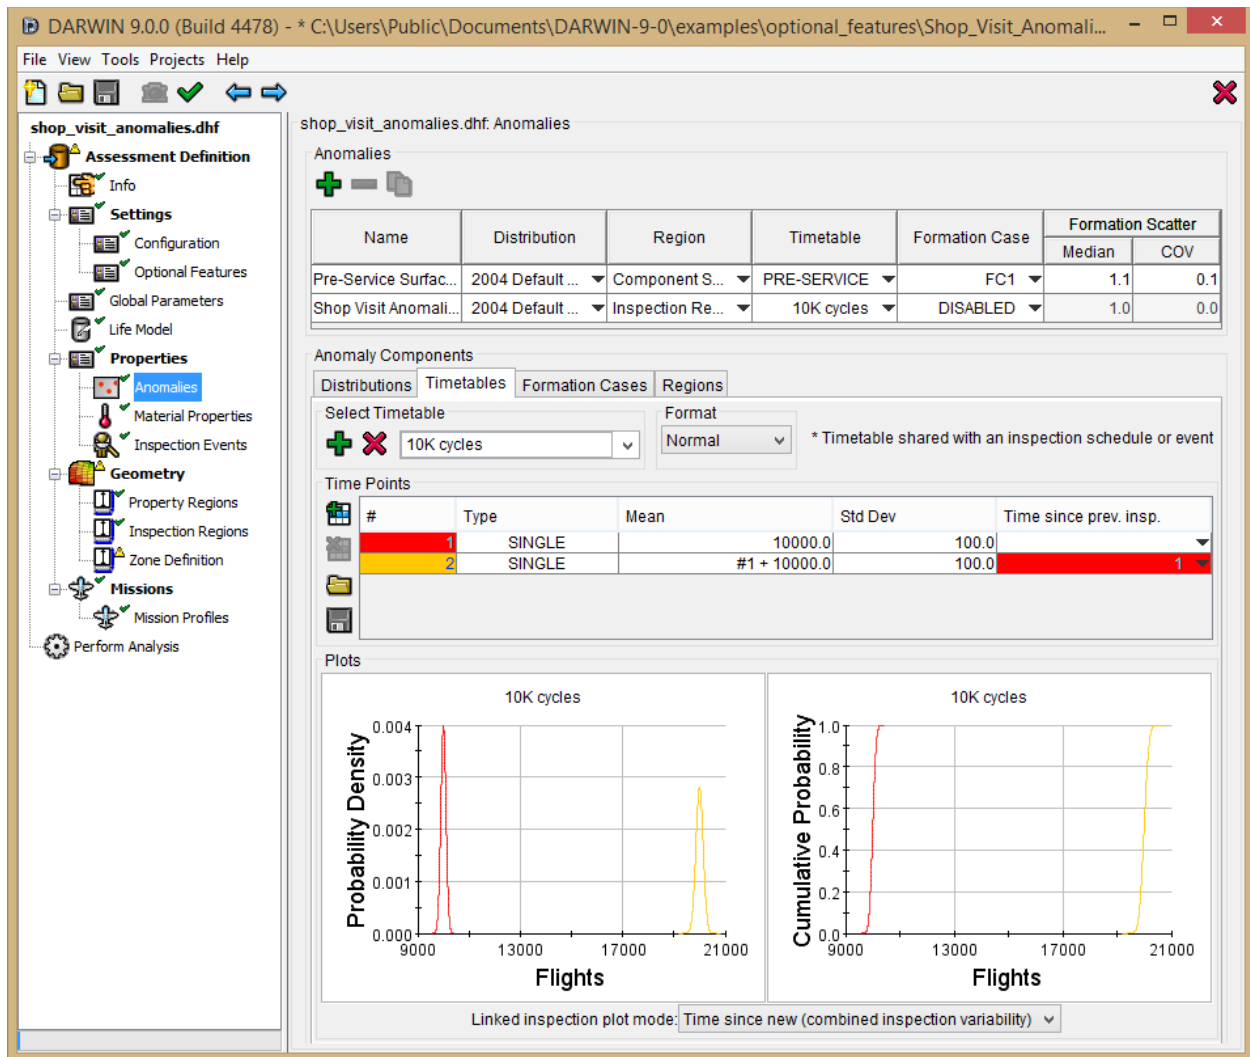 DARWIN 9.0.0 (Build 4478) - * C:\Users\Public\Documents\DARWIN-9-0\examples\optional_features\Shop_Visit_Anomali...
File View Tools Projects Help
shop_visit_anomalies.dhf
Assessment Definition
Info
Settings
Configuration
Optional Features
Global Parameters
Life Model
Properties
Anomalies
Material Properties
Inspection Events
Geometry
Property Regions
Inspection Regions
Zone Definition
Missions
Mission Profiles
Perform Analysis
shop_visit_anomalies.dhf: Anomalies
Anomalies
Name Distribution Region Timetable Formation Case Formation Scatter
Median COV
Pre-Service Surfac... 2004 Default ... Component S... PRE-SERVICE FC1 1.1 0.1
Shop Visit Anomali... 2004 Default ... Inspection Re... 10K cycles DISABLED 1.0 0.0
Anomaly Components
Distributions Timetables Formation Cases Regions
Select Timetable Format
10K cycles Normal * Timetable shared with an inspection schedule or event
Time Points
# Type Mean Std Dev Time since prev. insp.
1 SINGLE 10000.0 100.0
2 SINGLE #1 + 10000.0 100.0 1
Plots
10K cycles
Probability Density
0.004
0.003
0.002
0.001
0.000
9000 13000 17000 21000
Flights
10K cycles
Cumulative Probability
1.0
0.8
0.6
0.4
0.2
0.0
9000 13000 17000 21000
Flights
Linked inspection plot mode: Time since new (combined inspection variability)